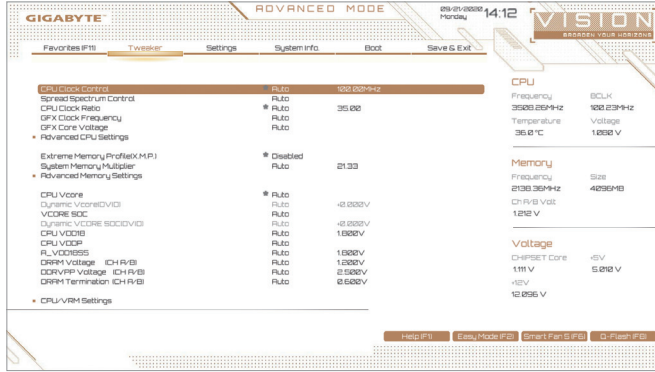 GIGABYTE™
ADVANCED MODE
09/21/2020
Monday
14:12
VISION
BROADEN YOUR HORIZONS
Favorites (F11)
Tweaker
Settings
System Info.
Boot
Save & Exit
CPU Clock Control Auto 100.00MHz
Spread Spectrum Control Auto
CPU Clock Ratio Auto 35.00
GFX Clock Frequency Auto
GFX Core Voltage Auto
Advanced CPU Settings
Extreme Memory Profile(X.M.P.) Disabled
System Memory Multiplier Auto 21.33
Advanced Memory Settings
CPU Vcore Auto
Dynamic Vcore(DVID) Auto +0.000V
VCORE SOC Auto
Dynamic VCORE SOC(DVID) Auto +0.000V
CPU VDD18 Auto 1.800V
CPU VDDP Auto
A_VDD18S5 Auto 1.800V
DRAM Voltage (CH A/B) Auto 1.200V
DDRVPP Voltage (CH A/B) Auto 2.500V
DRAM Termination (CH A/B) Auto 0.600V
CPU/VRM Settings
CPU
Frequency BCLK
3508.26MHz 100.23MHz
Temperature Voltage
36.0 °C 1.080 V
Memory
Frequency Size
2138.36MHz 4096MB
Ch A/B Volt
1.212 V
Voltage
CHIPSET Core +5V
1.111 V 5.010 V
+12V
12.096 V
Help (F1)
Easy Mode (F2)
Smart Fan 5 (F6)
Q-Flash (F8)